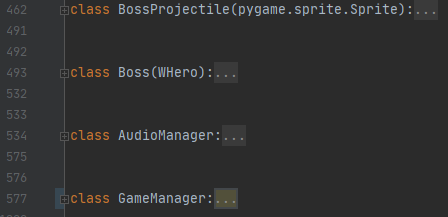 462 class BossProjectile(pygame.sprite.Sprite):...
491
492
493 class Boss(WHero):...
532
533
534 class AudioManager:...
575
576
577 class GameManager:...